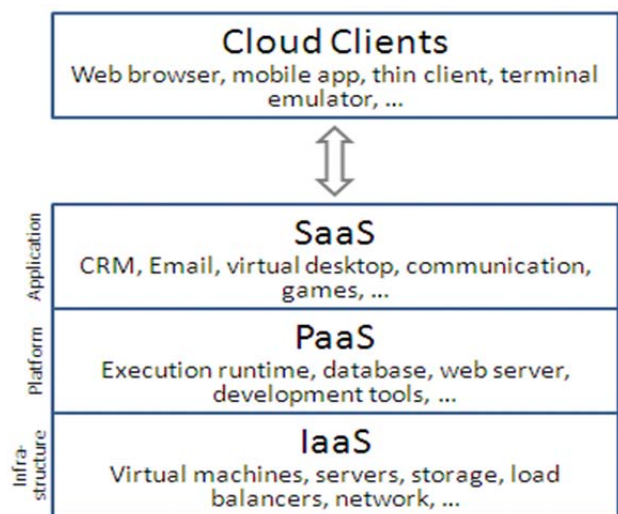 Cloud Clients
Web browser, mobile app, thin client, terminal
emulator, ...
Application
SaaS
CRM, Email, virtual desktop, communication,
games, ...
Platform
PaaS
Execution runtime, database, web server,
development tools, ...
Infra-
structure
IaaS
Virtual machines, servers, storage, load
balancers, network, ...